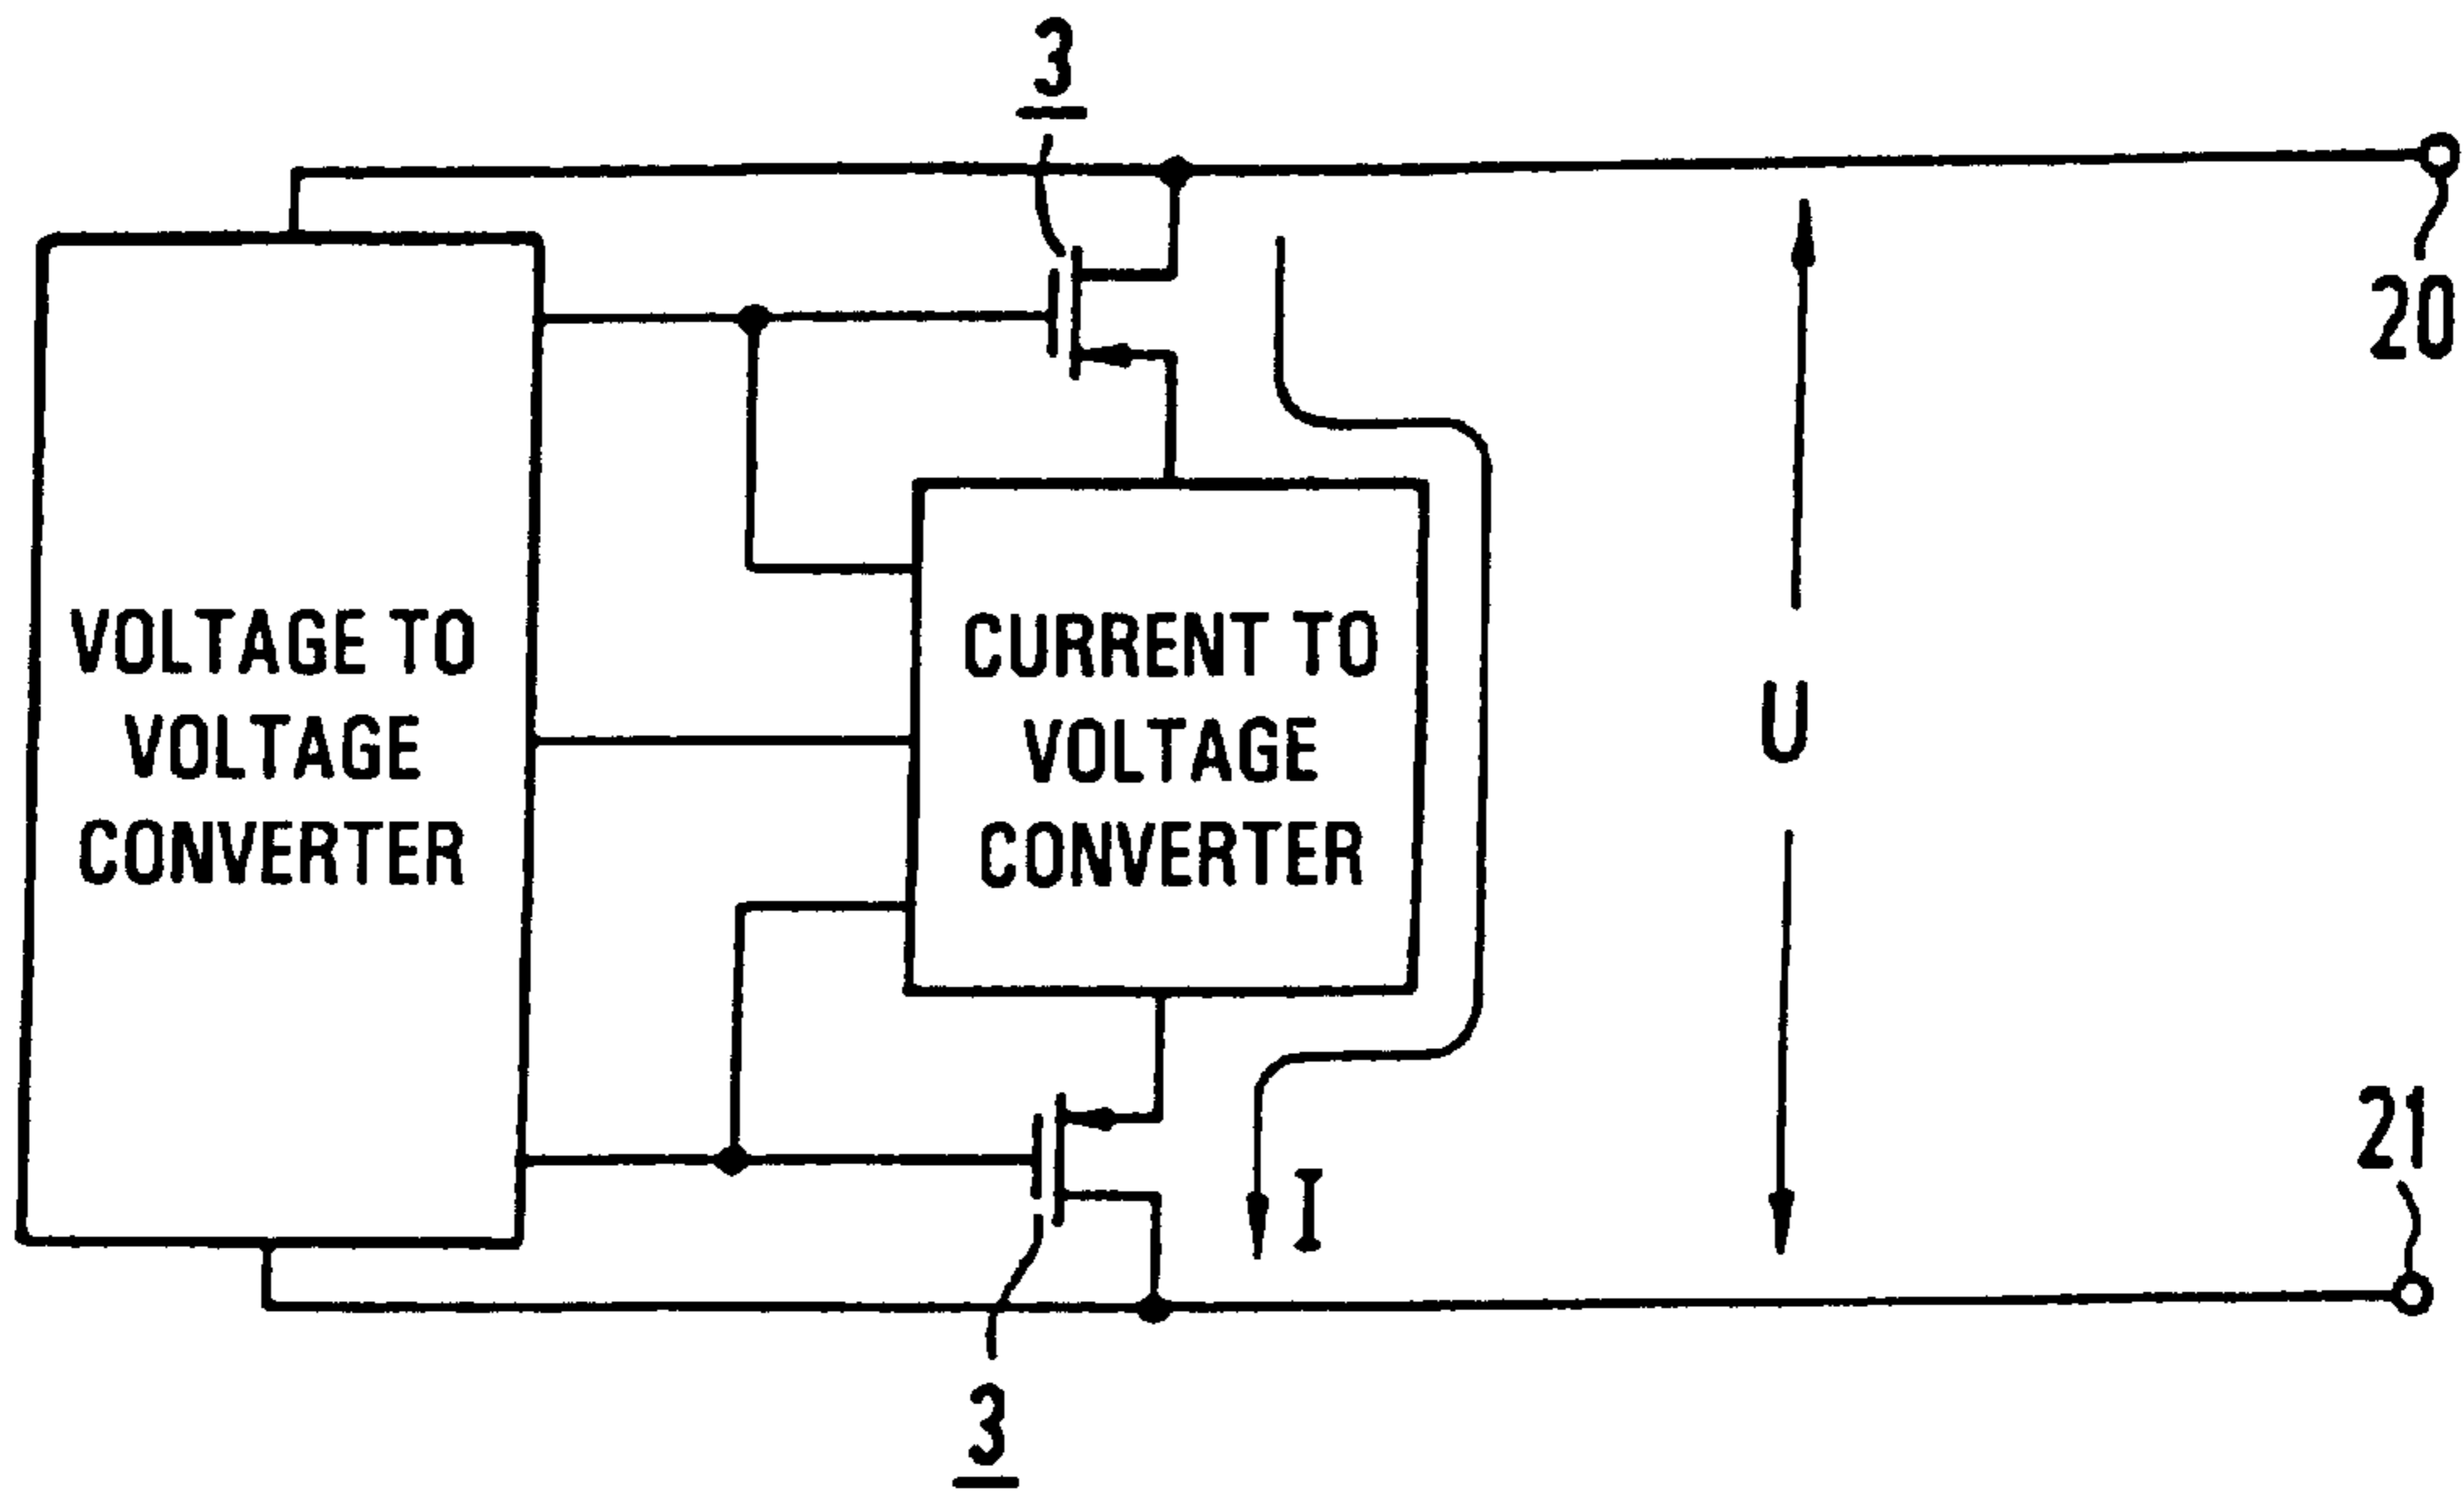 3
20
VOLTAGE TO
VOLTAGE
CONVERTER
CURRENT TO
VOLTAGE
CONVERTER
U
21
I
3